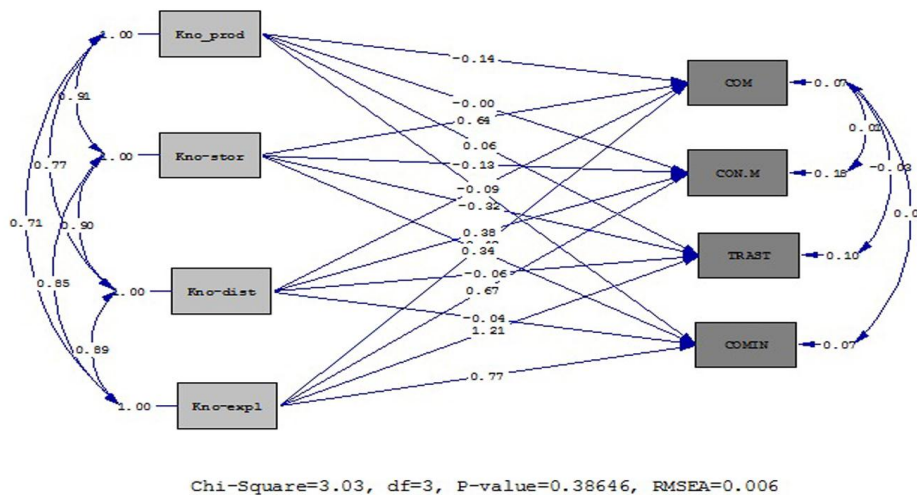 1.00 Kno_prod
-0.14
COM 0.07
0.91
0.64
0.01
1.00 Kno-stor
0.06
0.77
-0.13
CON.M 0.18
-0.03
-0.09
-0.32
0.71
0.90
0.38
0.34
TRAST 0.10
0.85
-0.06
1.00 Kno-dist
0.67
-0.04
1.21
COMIN 0.07
0.89
0.77
1.00 Kno-expl
-0.00
Chi-Square=3.03, df=3, P-value=0.38646, RMSEA=0.006